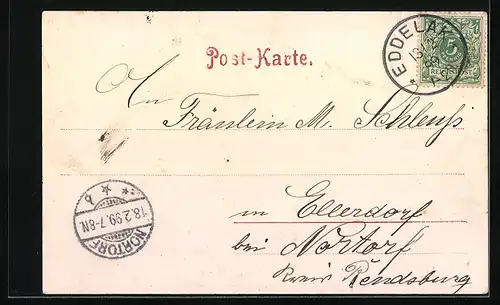 Post-Karte.
EDDELAK
5
REICHSPOST
An
Fräulein M. Schleuß
in Ellerdorf
bei Nortorf
Kreis Rendsburg
NORTORF
18.2.99.7-8N.